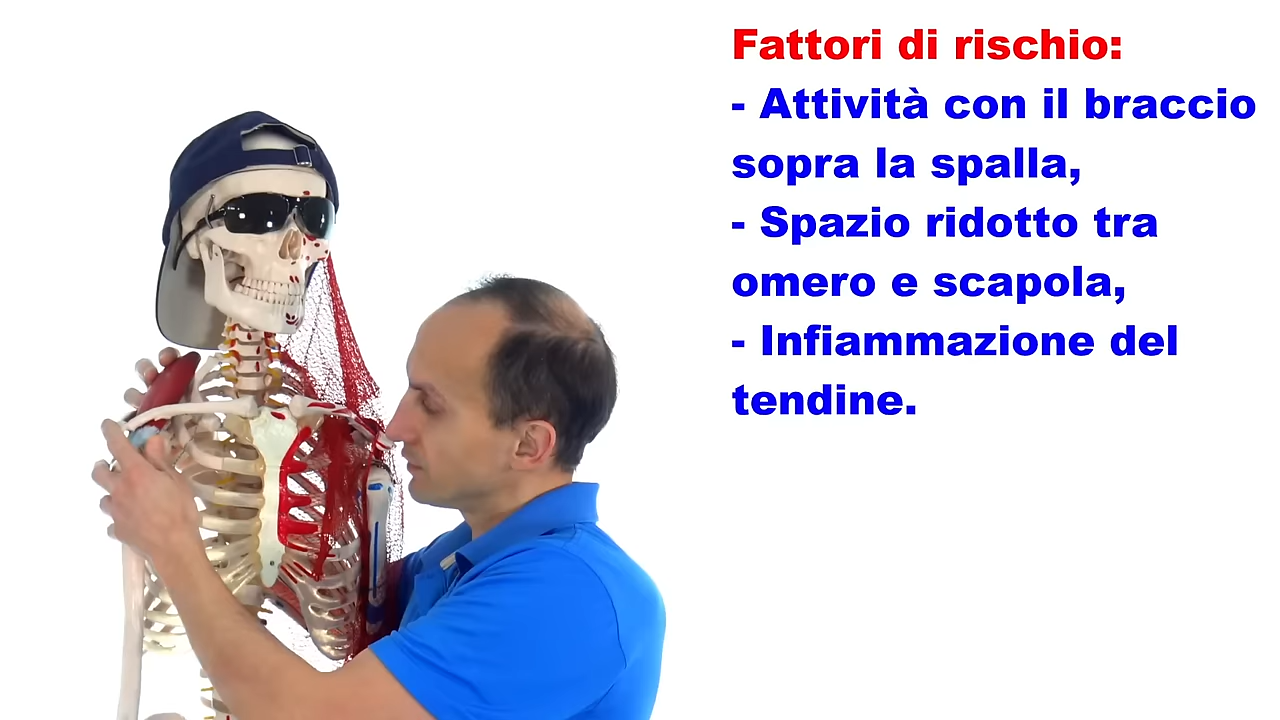 Fattori di rischio:
- Attività con il braccio
sopra la spalla,
- Spazio ridotto tra
omero e scapola,
- Infiammazione del
tendine.